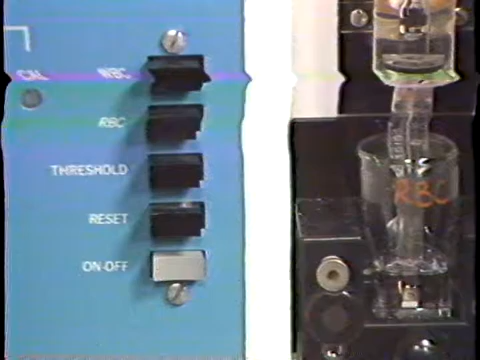 CAL WBC
RBC
THRESHOLD
RESET
ON-OFF
RBC